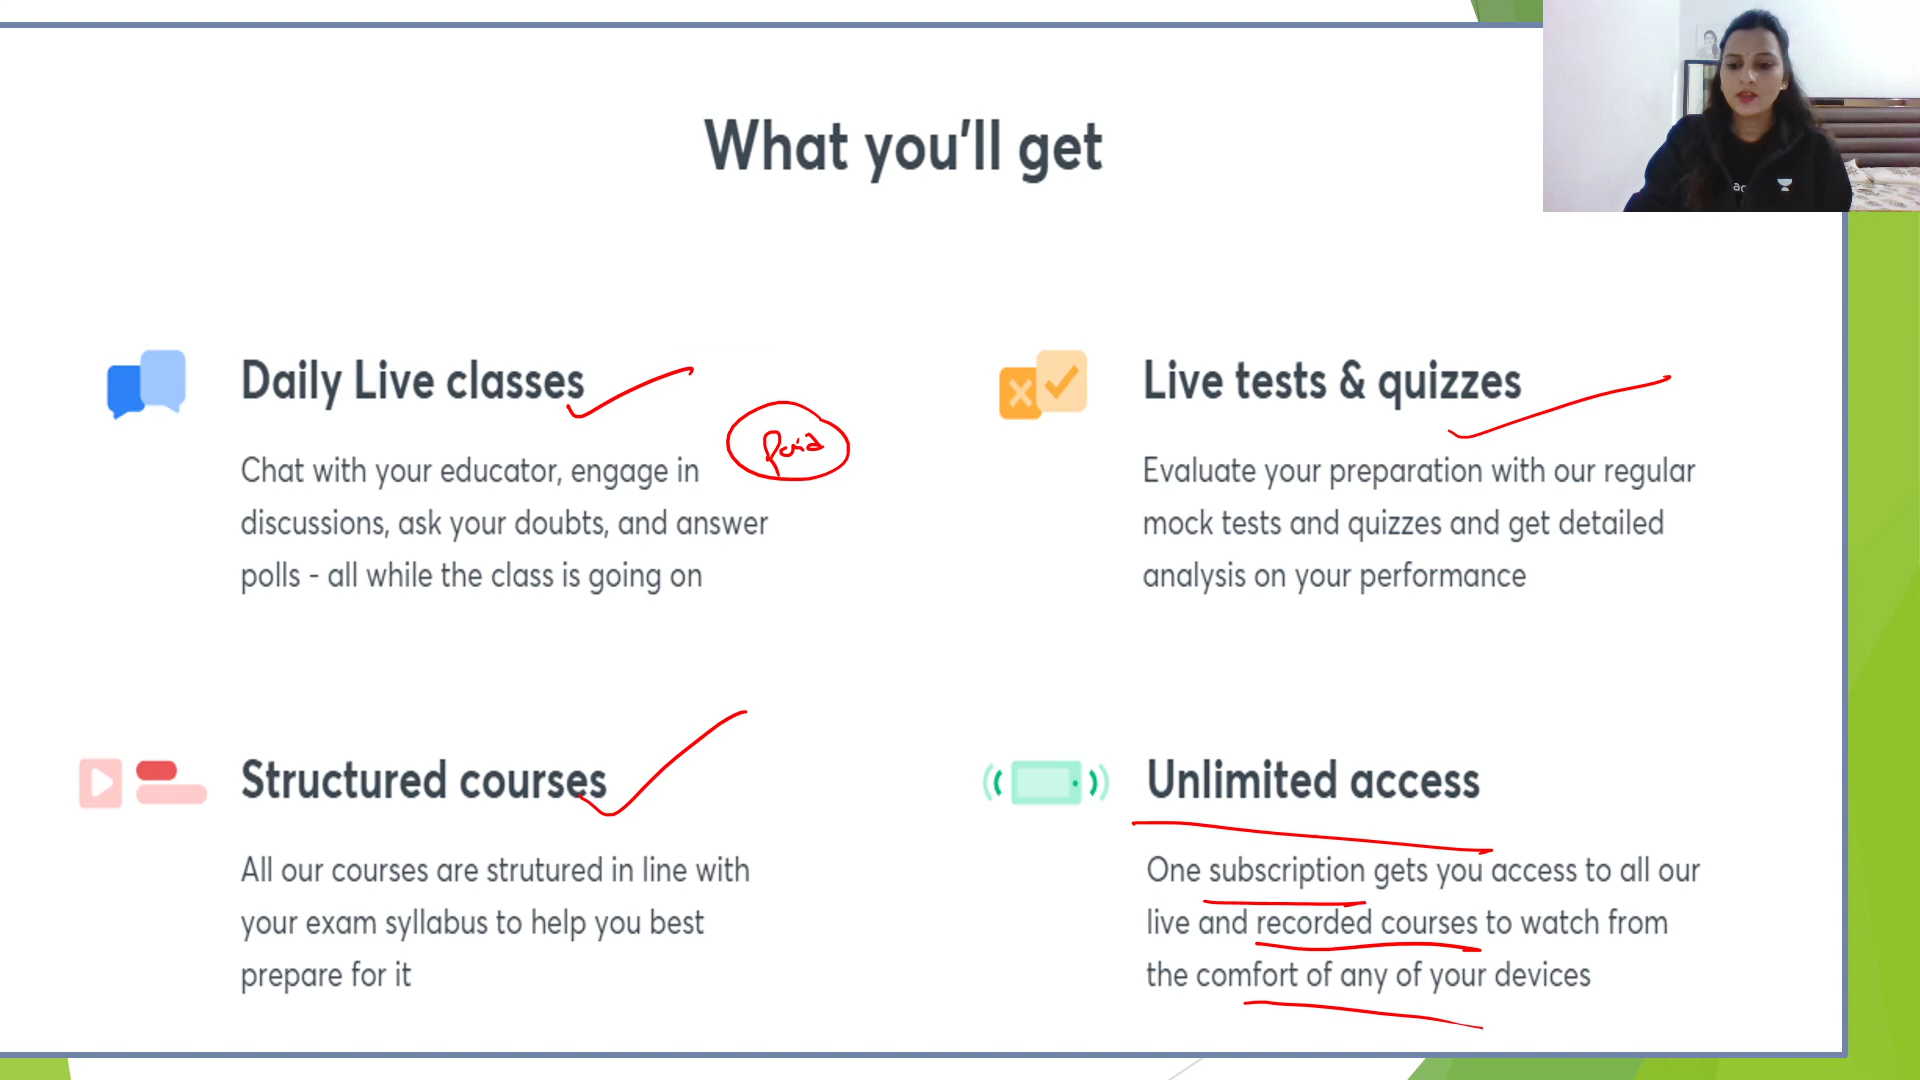 What you'll get
Daily Live classes
Paid
Chat with your educator, engage in
discussions, ask your doubts, and answer
polls - all while the class is going on
Live tests & quizzes
Evaluate your preparation with our regular
mock tests and quizzes and get detailed
analysis on your performance
Structured courses
All our courses are strutured in line with
your exam syllabus to help you best
prepare for it
Unlimited access
One subscription gets you access to all our
live and recorded courses to watch from
the comfort of any of your devices